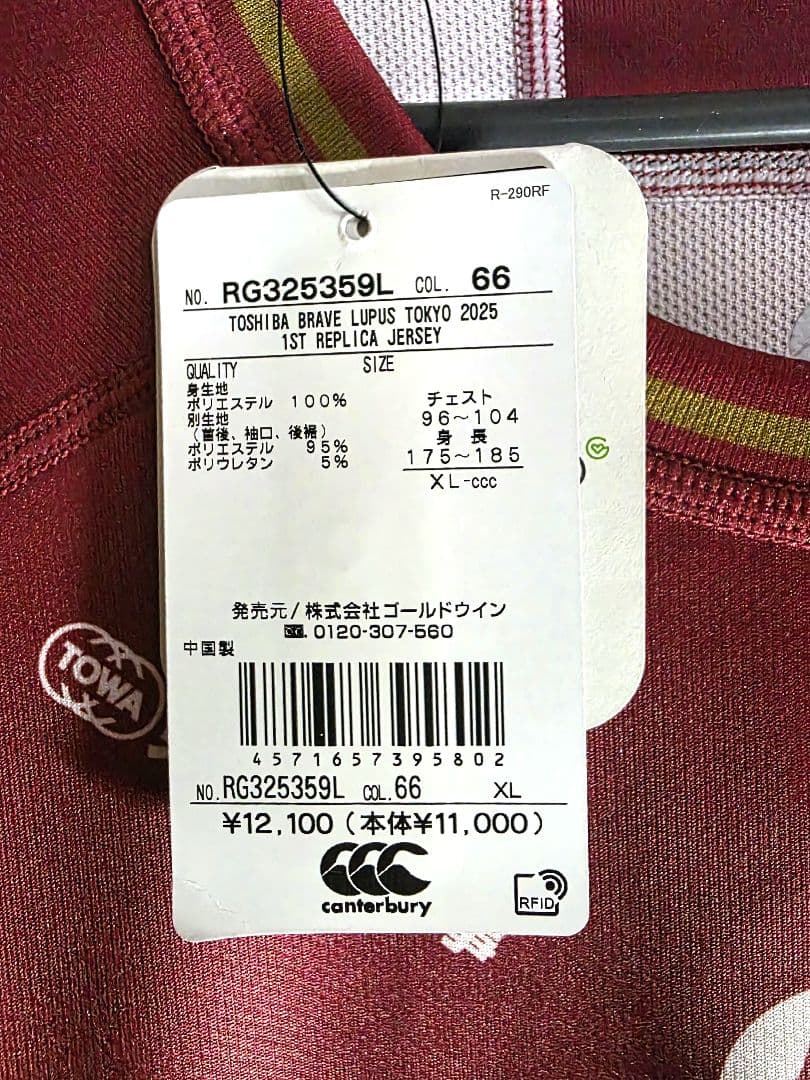 R-290RF
NO. RG325359L COL. 66
TOSHIBA BRAVE LUPUS TOKYO 2025
1ST REPLICA JERSEY
QUALITY SIZE
身生地
ポリエステル 100%
別生地
(首後、袖口、後裾)
ポリエステル 95%
ポリウレタン 5%
チェスト
96～104
身長
175～185
XL-ccc
発売元/株式会社ゴールドウイン
0120-307-560
中国製
4571657395802
NO. RG325359L COL. 66 XL
¥12,100(本体¥11,000)
canterbury
RFID
TOWA